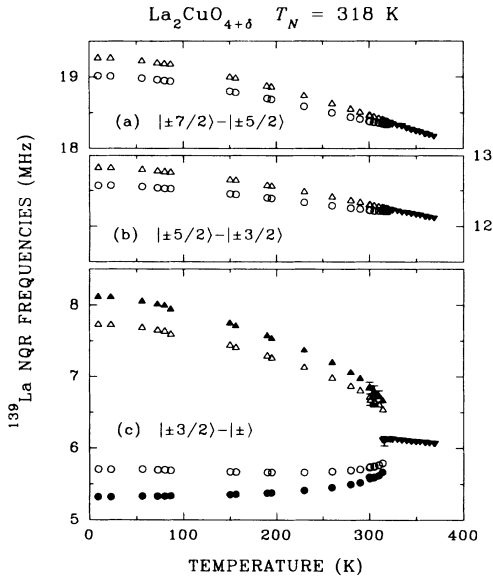 La₂CuO₄₊δ T_N = 318 K
19
18
(a) |±7/2⟩−|±5/2⟩
13
12
(b) |±5/2⟩−|±3/2⟩
8
7
6
5
(c) |±3/2⟩−|±⟩
¹³⁹La NQR FREQUENCIES (MHz)
0 100 200 300 400
TEMPERATURE (K)